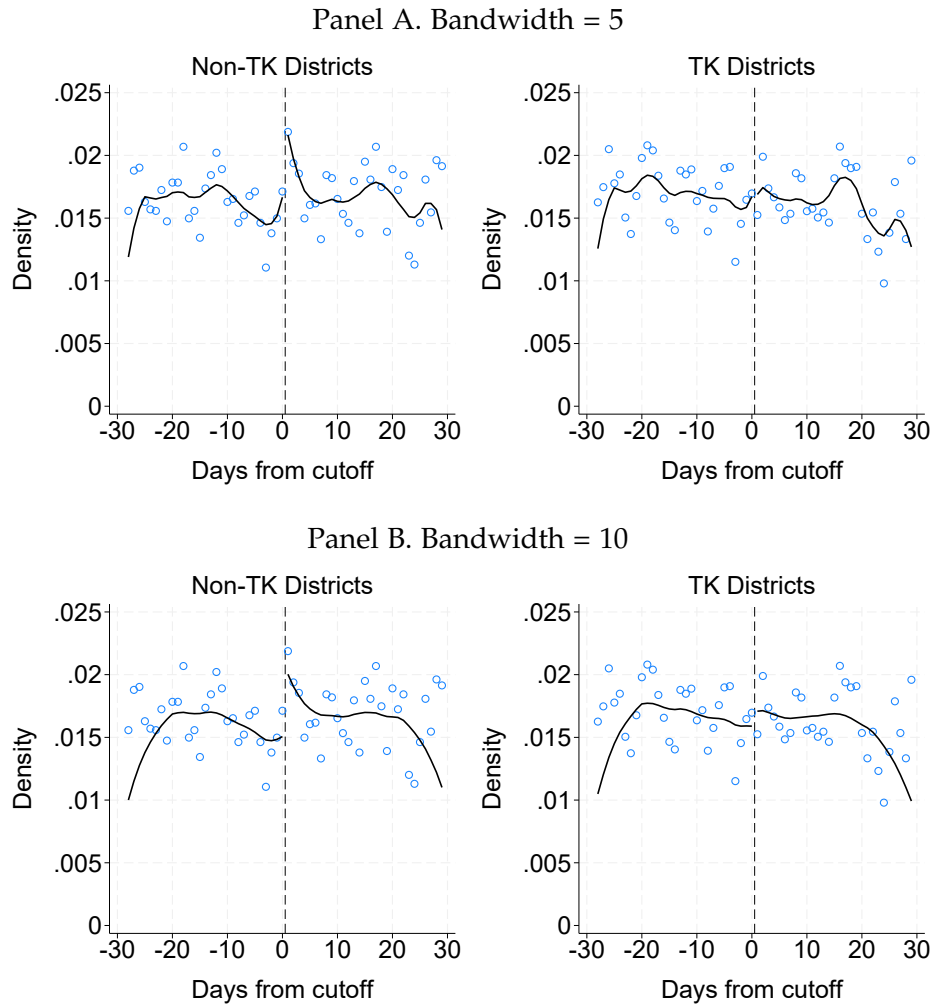 Panel A. Bandwidth = 5
Non-TK Districts
.025
.02
.015
.01
.005
0
Density
-30 -20 -10 0 10 20 30
Days from cutoff
TK Districts
.025
.02
.015
.01
.005
0
Density
-30 -20 -10 0 10 20 30
Days from cutoff
Panel B. Bandwidth = 10
Non-TK Districts
.025
.02
.015
.01
.005
0
Density
-30 -20 -10 0 10 20 30
Days from cutoff
TK Districts
.025
.02
.015
.01
.005
0
Density
-30 -20 -10 0 10 20 30
Days from cutoff